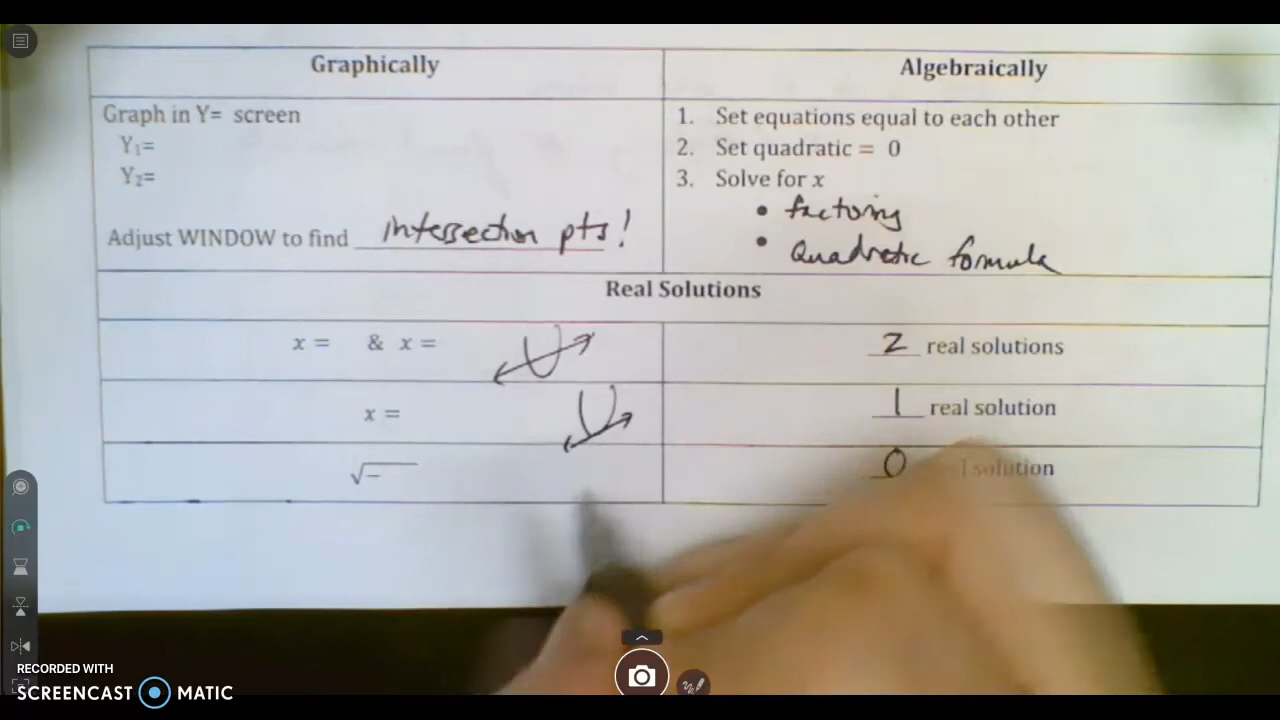 Graphically
Algebraically
Graph in Y= screen
Y₁=
Y₂=
Adjust WINDOW to find intersection pts!
1. Set equations equal to each other
2. Set quadratic = 0
3. Solve for x
• factoring
• Quadratic formula
Real Solutions
x = & x =
2 real solutions
x =
1 real solution
√−
0 solution
RECORDED WITH
SCREENCAST MATIC